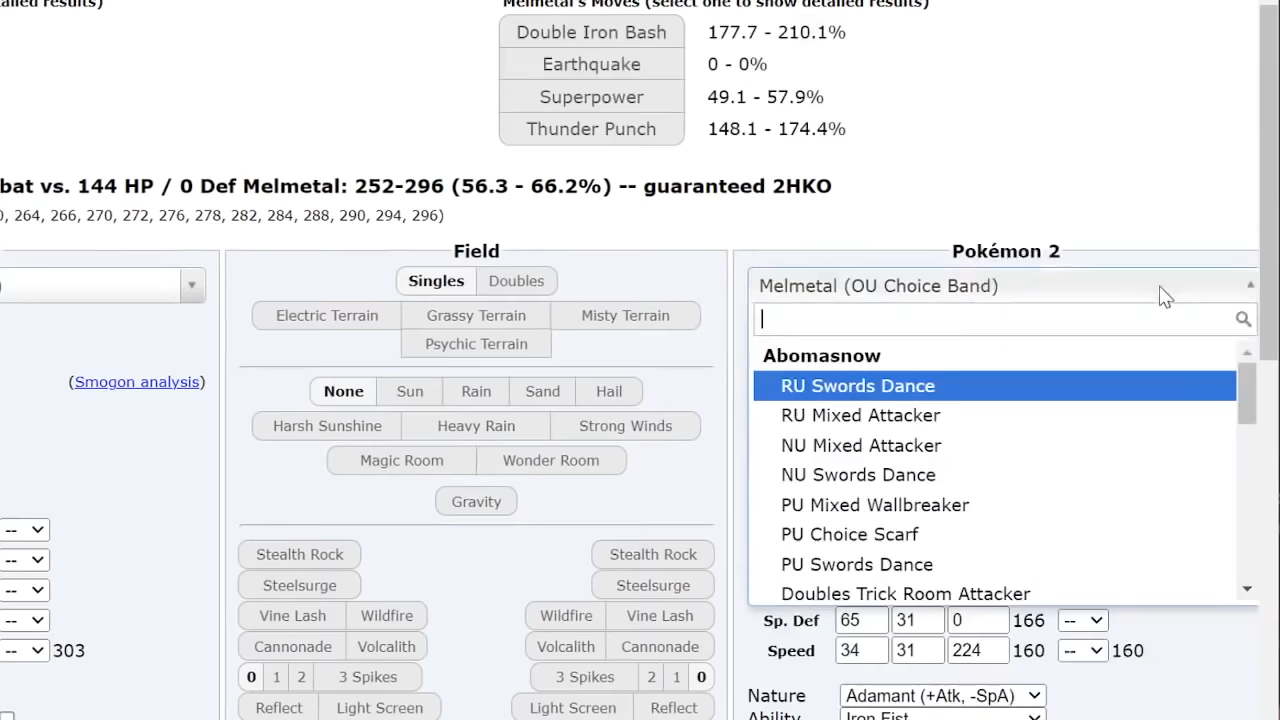 Melmetal's Moves (select one to show detailed results)
Double Iron Bash 177.7 - 210.1%
Earthquake 0 - 0%
Superpower 49.1 - 57.9%
Thunder Punch 148.1 - 174.4%
vs. 144 HP / 0 Def Melmetal: 252-296 (56.3 - 66.2%) -- guaranteed 2HKO
264, 266, 270, 272, 276, 278, 282, 284, 288, 290, 294, 296)
Field
Singles Doubles
Electric Terrain Grassy Terrain Misty Terrain
Psychic Terrain
(Smogon analysis)
None Sun Rain Sand Hail
Harsh Sunshine Heavy Rain Strong Winds
Magic Room Wonder Room
Gravity
Stealth Rock Stealth Rock
Steelsurge Steelsurge
Vine Lash Wildfire Wildfire Vine Lash
Cannonade Volcalith Volcalith Cannonade
0 1 2 3 Spikes 3 Spikes 2 1 0
Reflect Light Screen Light Screen Reflect
--
--
--
--
-- 303
Pokémon 2
Melmetal (OU Choice Band)
Abomasnow
RU Swords Dance
RU Mixed Attacker
NU Mixed Attacker
NU Swords Dance
PU Mixed Wallbreaker
PU Choice Scarf
PU Swords Dance
Doubles Trick Room Attacker
Sp. Def 65 31 0 166 --
Speed 34 31 224 160 -- 160
Nature Adamant (+Atk, -SpA)
Ability Iron Fist